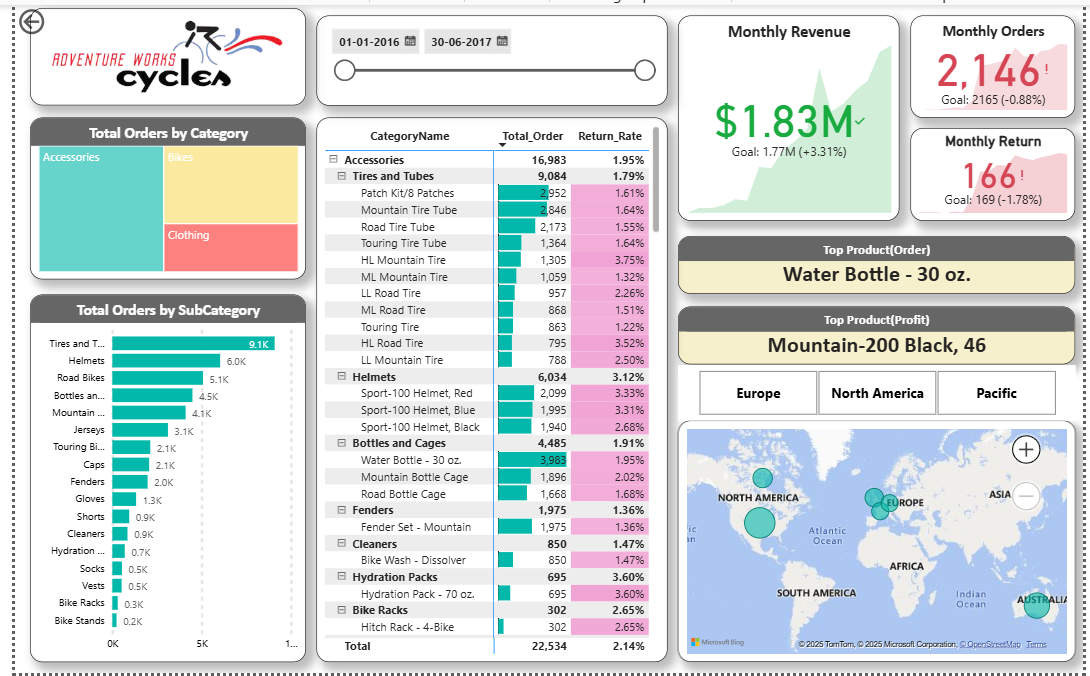 ADVENTURE WORKS
cycles
01-01-2016 30-06-2017
Monthly Revenue
$1.83M
Goal: 1.77M (+3.31%)
Monthly Orders
2,146!
Goal: 2165 (-0.88%)
Monthly Return
166!
Goal: 169 (-1.78%)
Total Orders by Category
Accessories
Bikes
Clothing
Total Orders by SubCategory
Tires and T... 9.1K
Helmets 6.0K
Road Bikes 5.1K
Bottles an... 4.5K
Mountain ... 4.1K
Jerseys 3.1K
Touring Bi... 2.1K
Caps 2.1K
Fenders 2.0K
Gloves 1.3K
Shorts 0.9K
Cleaners 0.9K
Hydration ... 0.7K
Socks 0.5K
Vests 0.5K
Bike Racks 0.3K
Bike Stands 0.2K
0K 5K 1...
CategoryName Total_Order Return_Rate
Accessories 16,983 1.95%
Tires and Tubes 9,084 1.79%
Patch Kit/8 Patches 2,952 1.61%
Mountain Tire Tube 2,846 1.64%
Road Tire Tube 2,173 1.55%
Touring Tire Tube 1,364 1.64%
HL Mountain Tire 1,305 3.75%
ML Mountain Tire 1,059 1.32%
LL Road Tire 957 2.26%
ML Road Tire 868 1.51%
Touring Tire 863 1.22%
HL Road Tire 795 3.52%
LL Mountain Tire 788 2.50%
Helmets 6,034 3.12%
Sport-100 Helmet, Red 2,099 3.33%
Sport-100 Helmet, Blue 1,995 3.31%
Sport-100 Helmet, Black 1,940 2.68%
Bottles and Cages 4,485 1.91%
Water Bottle - 30 oz. 3,983 1.95%
Mountain Bottle Cage 1,896 2.02%
Road Bottle Cage 1,668 1.68%
Fenders 1,975 1.36%
Fender Set - Mountain 1,975 1.36%
Cleaners 850 1.47%
Bike Wash - Dissolver 850 1.47%
Hydration Packs 695 3.60%
Hydration Pack - 70 oz. 695 3.60%
Bike Racks 302 2.65%
Hitch Rack - 4-Bike 302 2.65%
Total 22,534 2.14%
Top Product(Order)
Water Bottle - 30 oz.
Top Product(Profit)
Mountain-200 Black, 46
Europe North America Pacific
NORTH AMERICA
EUROPE
ASIA
Atlantic
Ocean
AFRICA
SOUTH AMERICA
Indian
Ocean
AUSTRALIA
Microsoft Bing
© 2025 TomTom, © 2025 Microsoft Corporation, © OpenStreetMap Terms